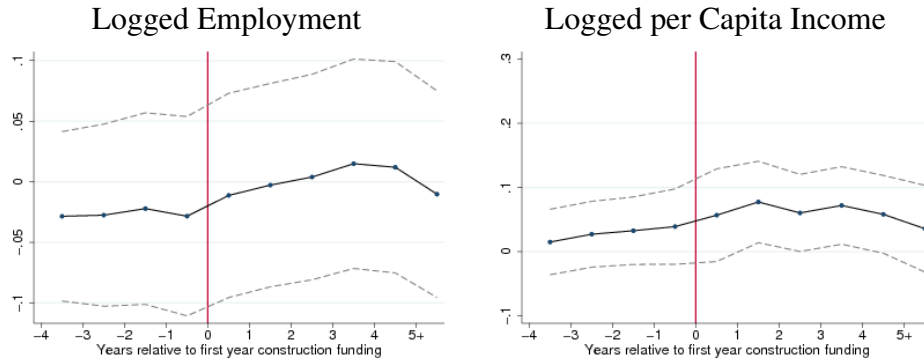 Logged Employment
.1
.05
0
-.05
-.1
-4 -3 -2 -1 0 1 2 3 4 5+
Years relative to first year construction funding
Logged per Capita Income
.3
.2
.1
0
-.1
-4 -3 -2 -1 0 1 2 3 4 5+
Years relative to first year construction funding